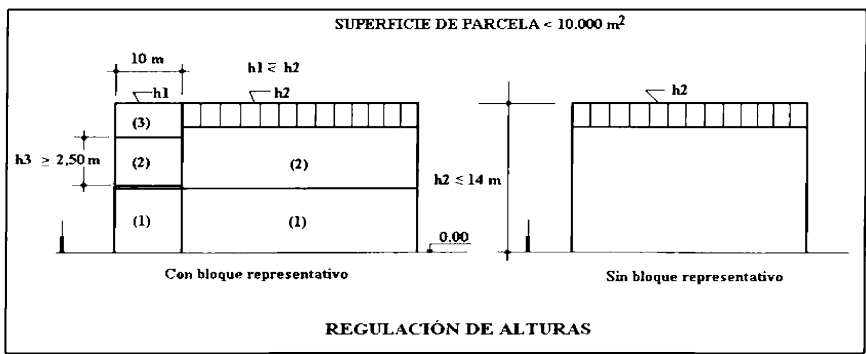 SUPERFICIE DE PARCELA < 10.000 m²
10 m
h1 ≤ h2
h1
h2
h2
(3)
h3 ≥ 2,50 m
(2)
(2)
h2 ≤ 14 m
(1)
(1)
0.00
Con bloque representativo
Sin bloque representativo
REGULACIÓN DE ALTURAS